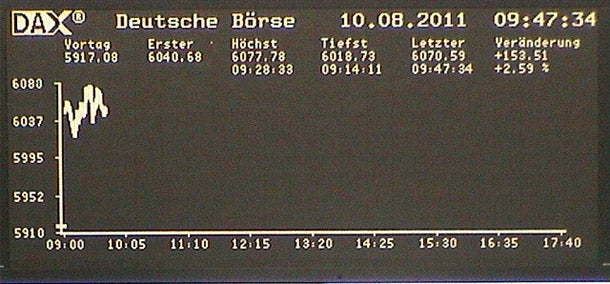 DAX® Deutsche Börse 10.08.2011 09:47:34
Vortag Erster Höchst Tiefst Letzter Veränderung
5917.08 6040.68 6077.78 6018.73 6070.59 +153.51
09:28:33 09:14:11 09:47:34 +2.59 %
6080
6037
5995
5952
5910
09:00 10:05 11:10 12:15 13:20 14:25 15:30 16:35 17:40